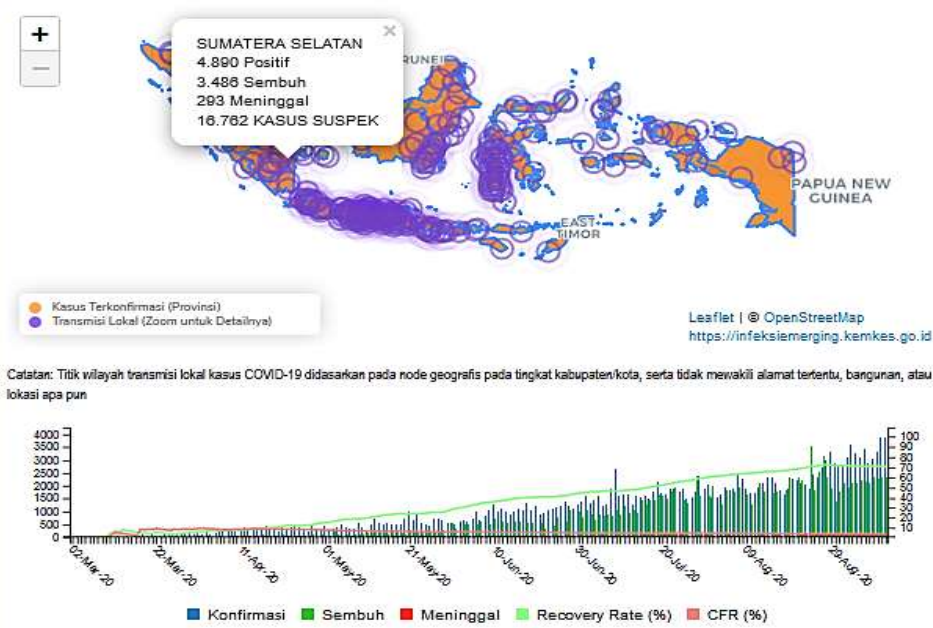 +
−
×
SUMATERA SELATAN
4.890 Positif
3.486 Sembuh
293 Meninggal
16.762 KASUS SUSPEK
RUNEI
PAPUA NEW
GUINEA
EAST
TIMOR
Kasus Terkonfirmasi (Provinsi)
Transmisi Lokal (Zoom untuk Detailnya)
Leaflet | © OpenStreetMap
https://infeksiemerging.kemkes.go.id
Catatan: Titik wilayah transmisi lokal kasus COVID-19 didasarkan pada node geografis pada tingkat kabupaten/kota, serta tidak mewakili alamat tertentu, bangunan, atau
lokasi apa pun
4000
3500
3000
2500
2000
1500
1000
500
0
100
90
80
70
60
50
40
30
20
10
02-Mar-20
22-Mar-20
11-Apr-20
01-May-20
21-May-20
10-Jun-20
30-Jun-20
20-Jul-20
09-Aug-20
29-Aug-20
Konfirmasi Sembuh Meninggal Recovery Rate (%) CFR (%)